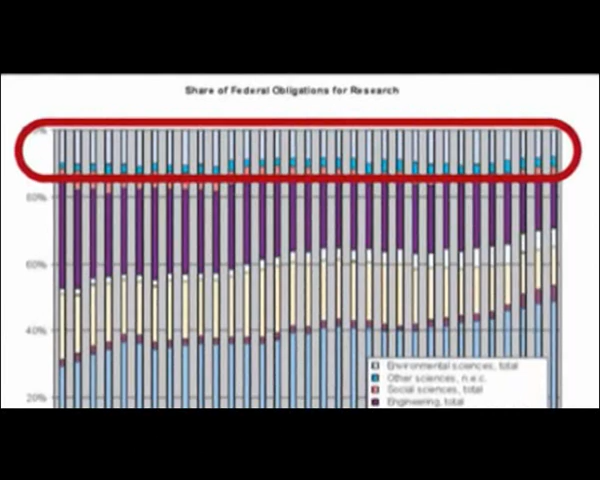 Share of Federal Obligations for Research
80%
60%
40%
20%
Environmental sciences, total
Other sciences, n.e.c.
Social sciences, total
Engineering, total